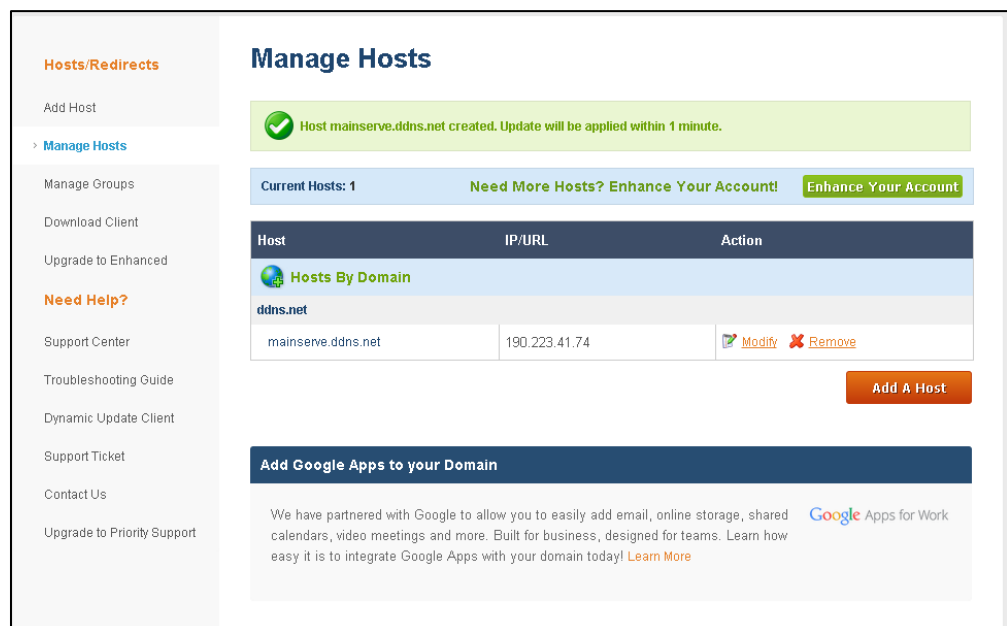 Hosts/Redirects
Add Host
Manage Hosts
Manage Groups
Download Client
Upgrade to Enhanced
Need Help?
Support Center
Troubleshooting Guide
Dynamic Update Client
Support Ticket
Contact Us
Upgrade to Priority Support
Manage Hosts
Host mainserve.ddns.net created. Update will be applied within 1 minute.
Current Hosts: 1 Need More Hosts? Enhance Your Account! Enhance Your Account
Host IP/URL Action
Hosts By Domain
ddns.net
mainserve.ddns.net 190.223.41.74 Modify Remove
Add A Host
Add Google Apps to your Domain
We have partnered with Google to allow you to easily add email, online storage, shared
calendars, video meetings and more. Built for business, designed for teams. Learn how
easy it is to integrate Google Apps with your domain today! Learn More
Google Apps for Work